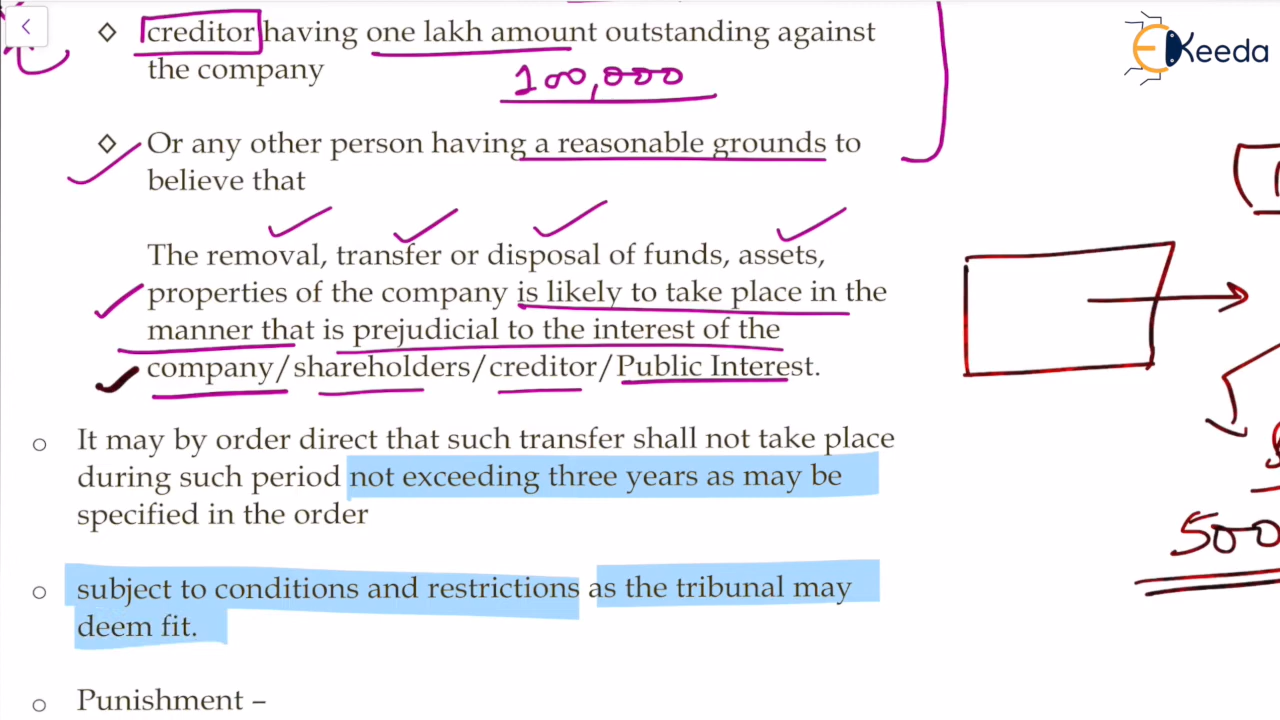 creditor having one lakh amount outstanding against
the company
100,000
Keeda
Or any other person having a reasonable grounds to
believe that
The removal, transfer or disposal of funds, assets,
properties of the company is likely to take place in the
manner that is prejudicial to the interest of the
company/shareholders/creditor/Public Interest.
It may by order direct that such transfer shall not take place
during such period not exceeding three years as may be
specified in the order
500
subject to conditions and restrictions as the tribunal may
deem fit.
Punishment –